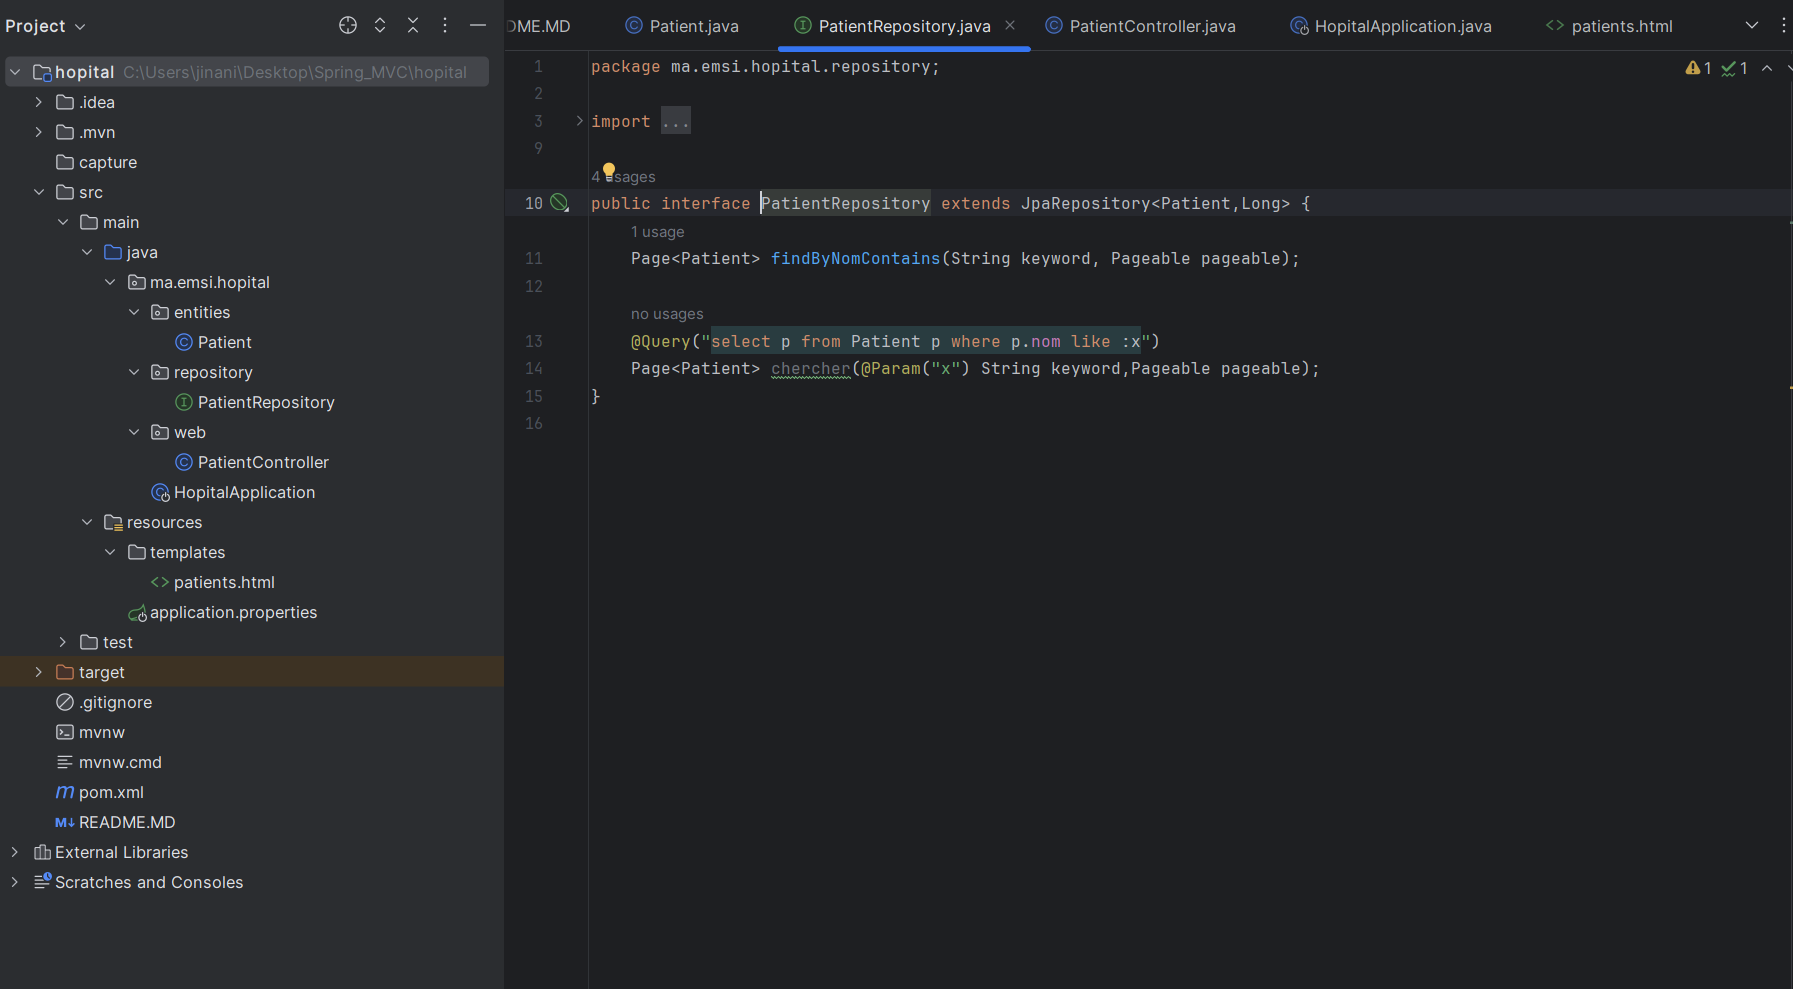 Project
hopital C:\Users\jinani\Desktop\Spring_MVC\hopital
.idea
.mvn
capture
src
main
java
ma.emsi.hopital
entities
Patient
repository
PatientRepository
web
PatientController
HopitalApplication
resources
templates
patients.html
application.properties
test
target
.gitignore
mvnw
mvnw.cmd
pom.xml
README.MD
External Libraries
Scratches and Consoles
DME.MD Patient.java PatientRepository.java PatientController.java HopitalApplication.java patients.html
1 package ma.emsi.hopital.repository;
1 1
2
3 import ...
9
4 usages
10 public interface PatientRepository extends JpaRepository<Patient,Long> {
1 usage
11 Page<Patient> findByNomContains(String keyword, Pageable pageable);
12
no usages
13 @Query("select p from Patient p where p.nom like :x")
14 Page<Patient> chercher(@Param("x") String keyword,Pageable pageable);
15 }
16